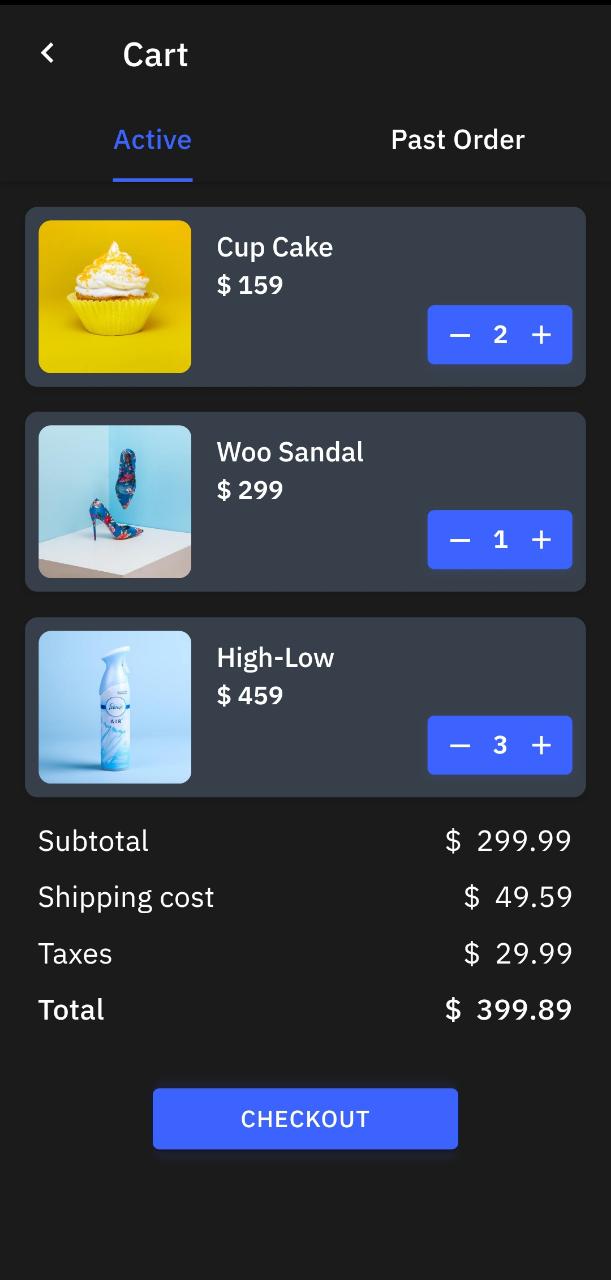 Cart
Active Past Order
Cup Cake
$ 159
− 2 +
Woo Sandal
$ 299
− 1 +
High-Low
$ 459
AIR
− 3 +
Subtotal $ 299.99
Shipping cost $ 49.59
Taxes $ 29.99
Total $ 399.89
CHECKOUT